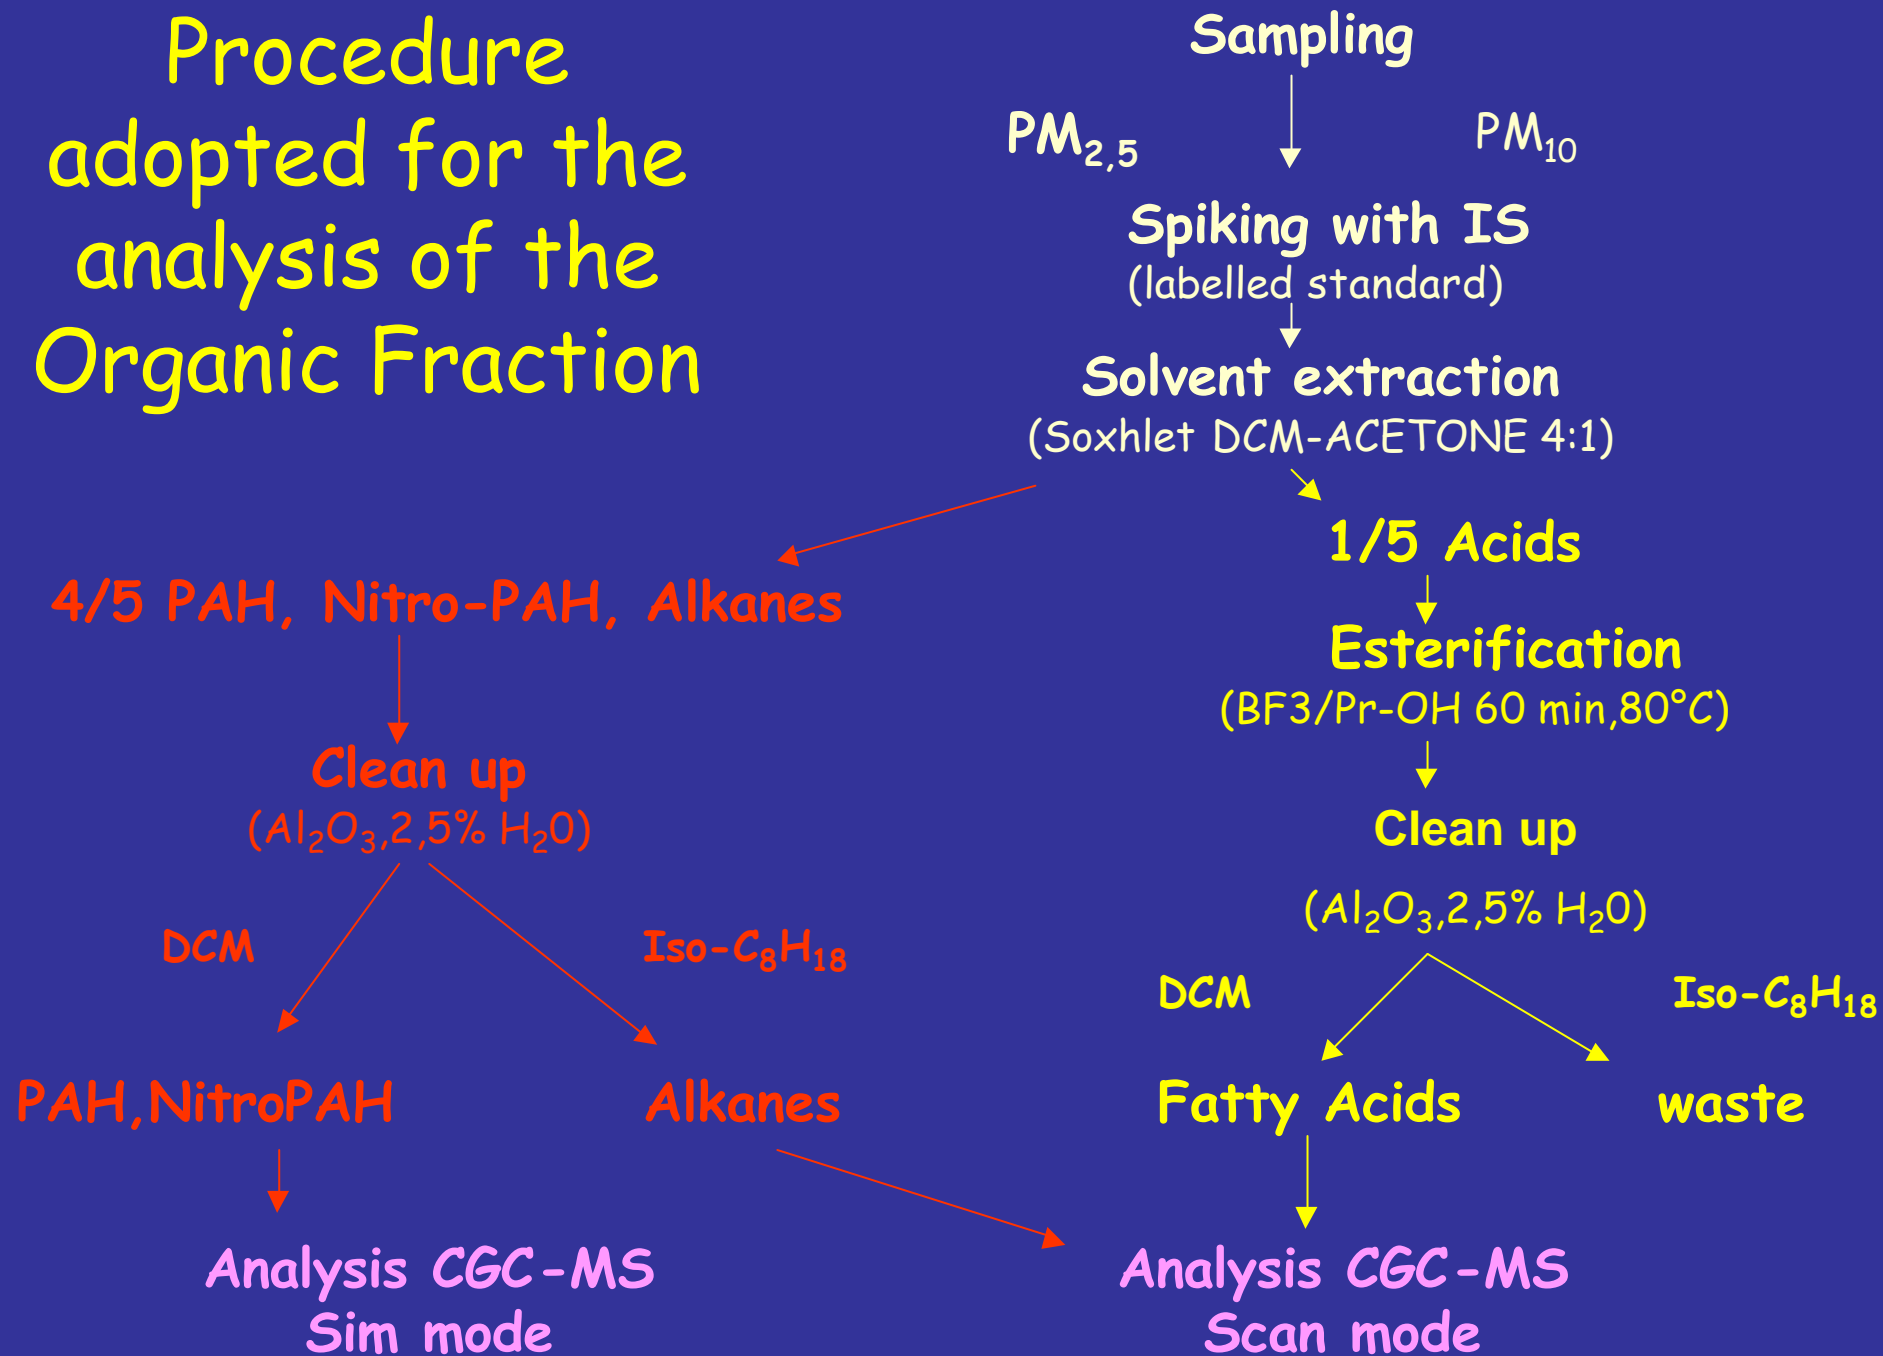 Procedure
adopted for the
analysis of the
Organic Fraction
Sampling
PM2,5
PM10
Spiking with IS
(labelled standard)
Solvent extraction
(Soxhlet DCM-ACETONE 4:1)
1/5 Acids
4/5 PAH, Nitro-PAH, Alkanes
Esterification
(BF3/Pr-OH 60 min,80°C)
Clean up
(Al2O3,2,5% H20)
Clean up
(Al2O3,2,5% H20)
DCM
Iso-C8H18
DCM
Iso-C8H18
PAH,NitroPAH
Alkanes
Fatty Acids
waste
Analysis CGC-MS
Sim mode
Analysis CGC-MS
Scan mode